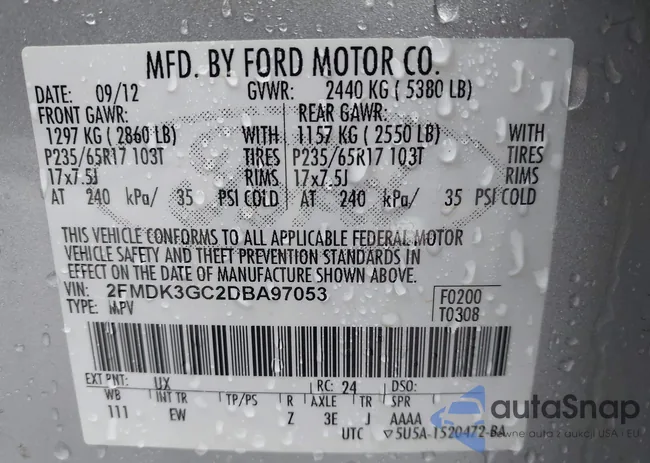 MFD. BY FORD MOTOR CO.
DATE: 09/12 GVWR: 2440 KG ( 5380 LB)
FRONT GAWR: REAR GAWR:
1297 KG ( 2860 LB) WITH 1157 KG ( 2550 LB) WITH
P235/65R17 103T TIRES P235/65R17 103T TIRES
17x7.5J RIMS 17x7.5J RIMS
AT 240 kPa/ 35 PSI COLD AT 240 kPa/ 35 PSI COLD
THIS VEHICLE CONFORMS TO ALL APPLICABLE FEDERAL MOTOR
VEHICLE SAFETY AND THEFT PREVENTION STANDARDS IN
EFFECT ON THE DATE OF MANUFACTURE SHOWN ABOVE.
VIN: 2FMDK3GC2DBA97053 F0200
TYPE: MPV T0308
EXT PNT: UX RC: 24 DSO:
WB INT TR TP/PS R AXLE TR SPR
111 EW Z 3E J AAAA
UTC 5U5A-1520472-BA
autoSnap
pewne auta z aukcji USA i EU